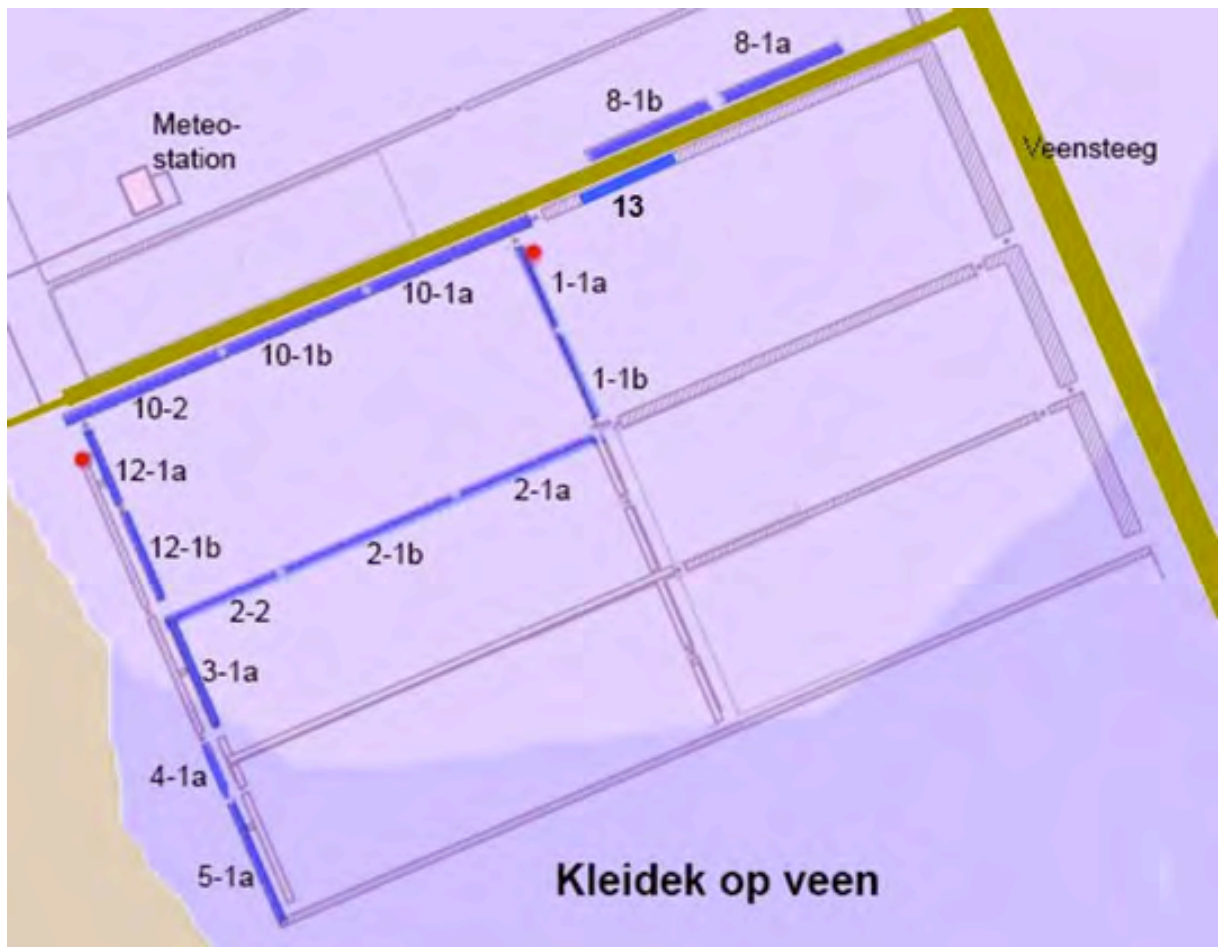 8-1a
8-1b
Meteo-
station
Veensteeg
13
10-1a
1-1a
10-1b
1-1b
10-2
12-1a
2-1a
12-1b
2-1b
2-2
3-1a
4-1a
5-1a
Kleidek op veen